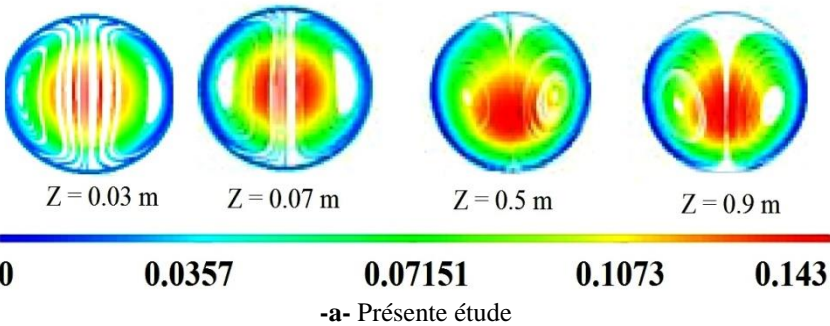 Z = 0.03 m Z = 0.07 m Z = 0.5 m Z = 0.9 m
0 0.0357 0.07151 0.1073 0.143
-a- Présente étude